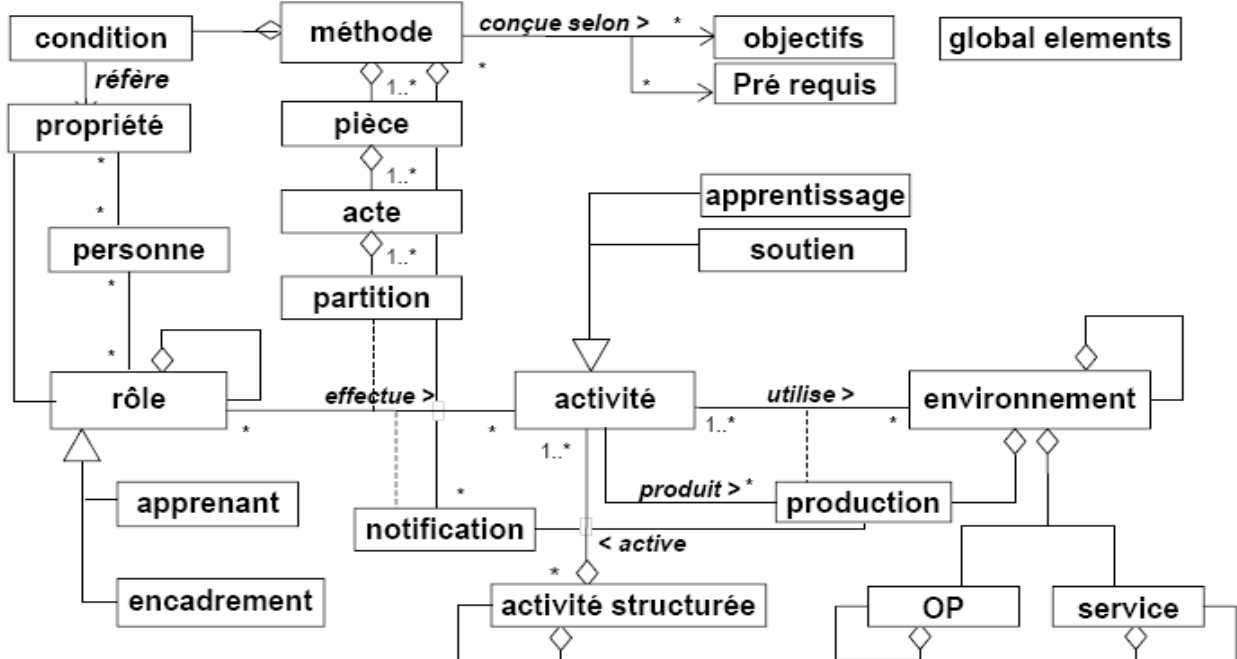 condition
méthode
conçue selon >
*
objectifs
global elements
réfère
*
1..*
*
Pré requis
propriété
pièce
*
1..*
apprentissage
*
acte
personne
1..*
soutien
*
partition
*
rôle
effectue >
activité
utilise >
environnement
*
*
1..*
1..*
*
apprenant
*
produit >
*
production
notification
< active
encadrement
*
activité structurée
OP
service